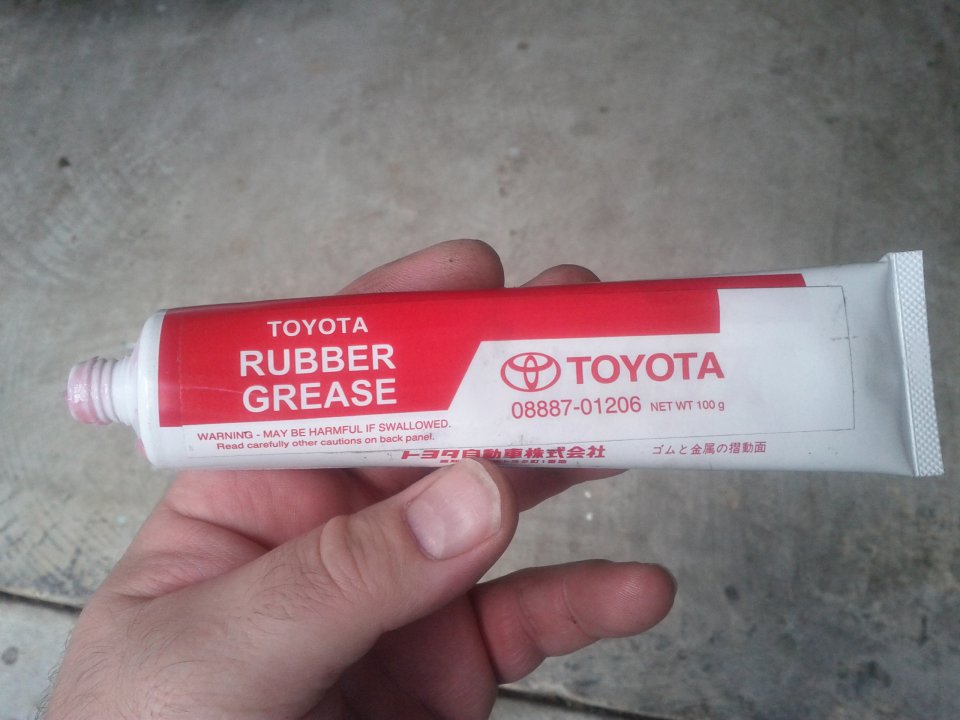 TOYOTA
RUBBER
GREASE
TOYOTA
08887-01206 NET WT 100 g
WARNING - MAY BE HARMFUL IF SWALLOWED.
Read carefully other cautions on back panel.
トヨタ自動車株式会社
ゴムと金属の摺動面